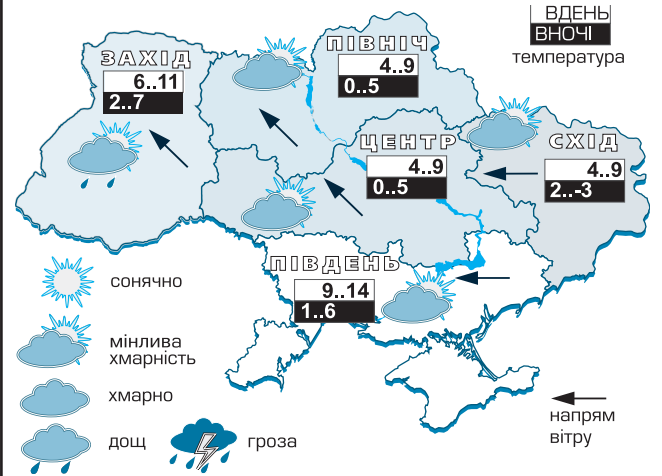 ВДЕНЬ
ВНОЧІ
температура
ЗАХІД
6..11
2..7
ПІВНІЧ
4..9
0..5
ЦЕНТР
4..9
0..5
СХІД
4..9
2..-3
ПІВДЕНЬ
9..14
1..6
сонячно
мінлива
хмарність
хмарно
дощ
гроза
напрям
вітру